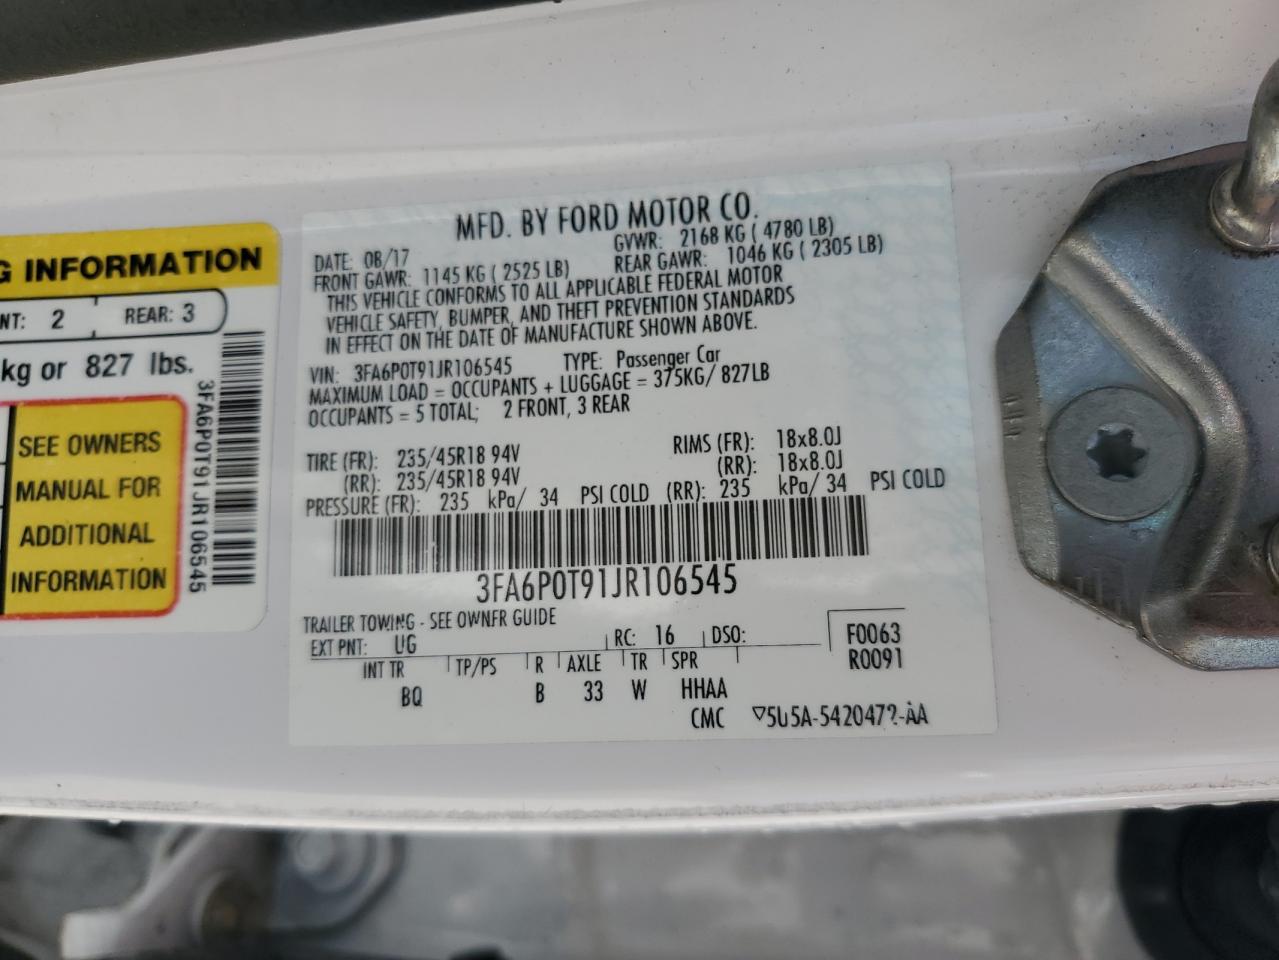 G INFORMATION
NT: 2 REAR: 3
kg or 827 lbs.
SEE OWNERS
MANUAL FOR
ADDITIONAL
INFORMATION
3FA6P0T91JR106545
MFD. BY FORD MOTOR CO.
DATE: 08/17 GVWR: 2168 KG ( 4780 LB)
FRONT GAWR: 1145 KG ( 2525 LB) REAR GAWR: 1046 KG ( 2305 LB)
THIS VEHICLE CONFORMS TO ALL APPLICABLE FEDERAL MOTOR
VEHICLE SAFETY, BUMPER, AND THEFT PREVENTION STANDARDS
IN EFFECT ON THE DATE OF MANUFACTURE SHOWN ABOVE.
VIN: 3FA6P0T91JR106545 TYPE: Passenger Car
MAXIMUM LOAD = OCCUPANTS + LUGGAGE = 375KG/ 827LB
OCCUPANTS = 5 TOTAL; 2 FRONT, 3 REAR
TIRE (FR): 235/45R18 94V RIMS (FR): 18x8.0J
(RR): 235/45R18 94V (RR): 18x8.0J
PRESSURE (FR): 235 kPa/ 34 PSI COLD (RR): 235 kPa/ 34 PSI COLD
3FA6P0T91JR106545
TRAILER TOWING - SEE OWNER GUIDE
EXT PNT: UG RC: 16 DSO: F0063
INT TR TP/PS R AXLE TR SPR R0091
BQ B 33 W HHAA
CMC ▽5U5A-5420472-AA